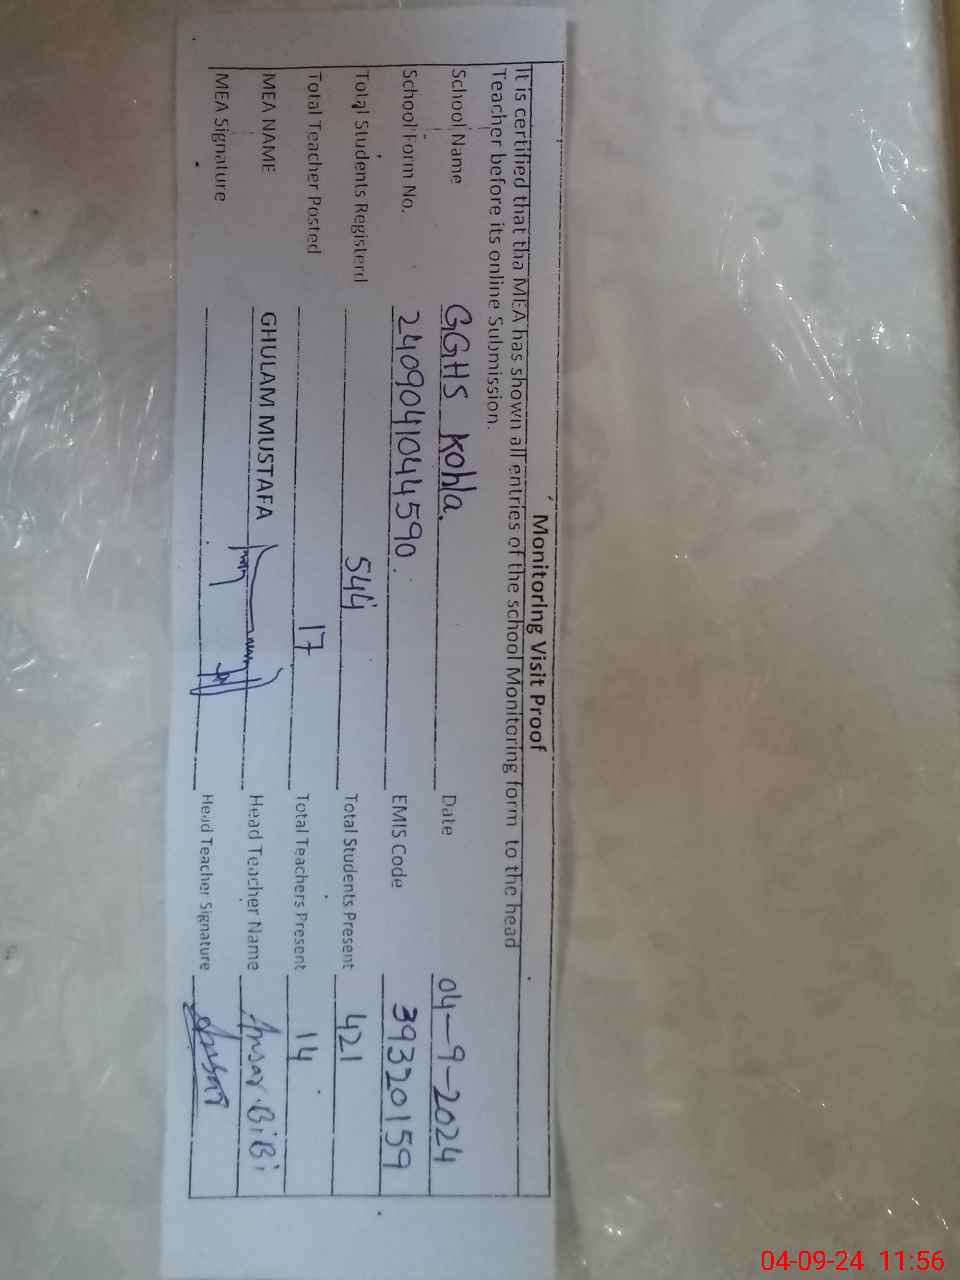 Monitoring Visit Proof
It is certified that tha MEA has shown all entries of the school Monitoring form to the head
Teacher before its online Submission.
School Name GGHS Kohla. Date 04-9-2024
School Form No. 2409041044590. EMIS Code 39320159
Total Students Registerd 544 Total Students Present 421
Total Teacher Posted 17 Total Teachers Present 14
MEA NAME GHULAM MUSTAFA Head Teacher Name Ansar.BiBi
MEA Signature Head Teacher Signature
04-09-24 11:56